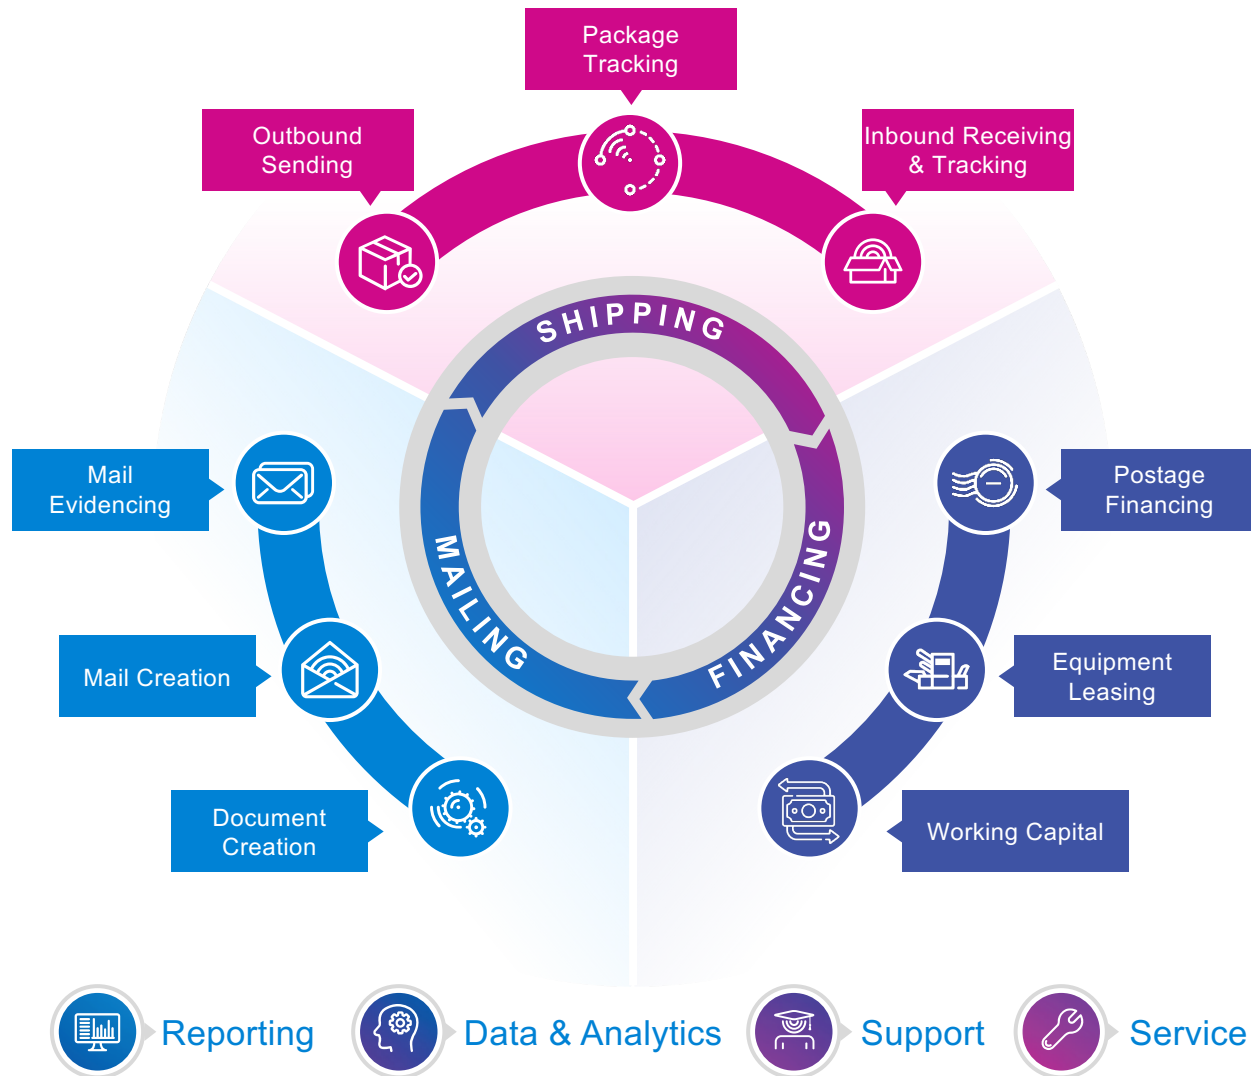 Package
Tracking
Outbound
Sending
Inbound Receiving
& Tracking
SHIPPING
FINANCING
MAILING
Mail
Evidencing
Mail Creation
Document
Creation
Postage
Financing
Equipment
Leasing
Working Capital
Reporting
Data & Analytics
Support
Service